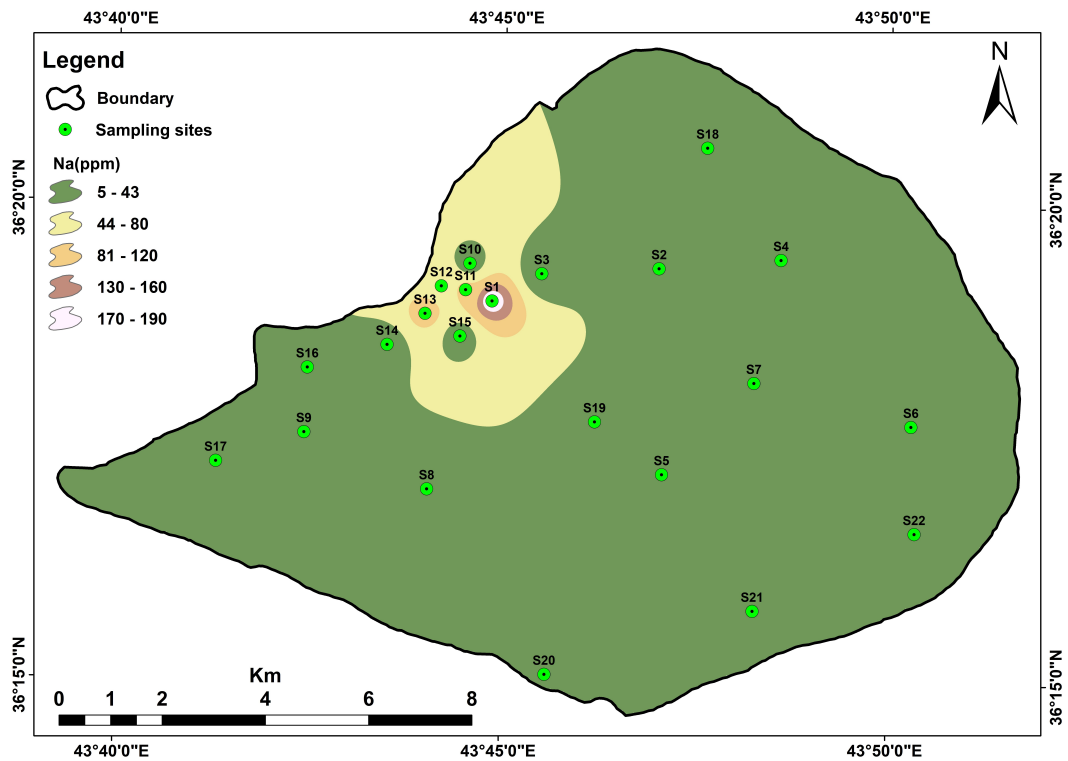 43°40'0"E 43°45'0"E 43°50'0"E
N
Legend
Boundary
Sampling sites
Na(ppm)
5 - 43
44 - 80
81 - 120
130 - 160
170 - 190
36°20'0"N
36°20'0"N
S18
S10
S3
S2
S4
S12
S11
S1
S13
S15
S14
S16
S7
S19
S9
S6
S17
S5
S8
S22
S21
S20
36°15'0"N
36°15'0"N
Km
0 1 2 4 6 8
43°40'0"E 43°45'0"E 43°50'0"E